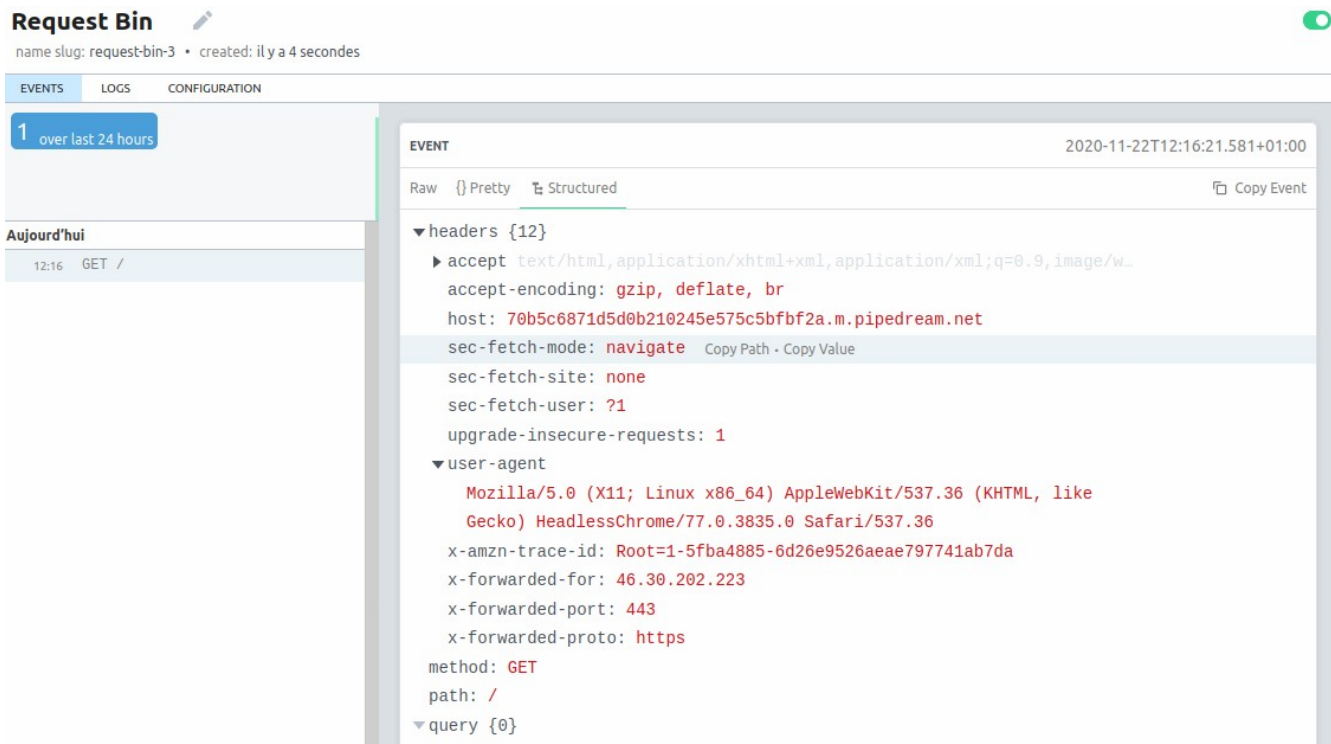 Request Bin
name slug: request-bin-3 • created: il y a 4 secondes
EVENTS LOGS CONFIGURATION
1 over last 24 hours
Aujourd'hui
12:16 GET /
EVENT 2020-11-22T12:16:21.581+01:00
Raw {} Pretty Structured Copy Event
headers {12}
accept text/html,application/xhtml+xml,application/xml;q=0.9,image/w…
accept-encoding: gzip, deflate, br
host: 70b5c6871d5d0b210245e575c5bfbf2a.m.pipedream.net
sec-fetch-mode: navigate Copy Path • Copy Value
sec-fetch-site: none
sec-fetch-user: ?1
upgrade-insecure-requests: 1
user-agent
Mozilla/5.0 (X11; Linux x86_64) AppleWebKit/537.36 (KHTML, like
Gecko) HeadlessChrome/77.0.3835.0 Safari/537.36
x-amzn-trace-id: Root=1-5fba4885-6d26e9526aeae797741ab7da
x-forwarded-for: 46.30.202.223
x-forwarded-port: 443
x-forwarded-proto: https
method: GET
path: /
query {0}